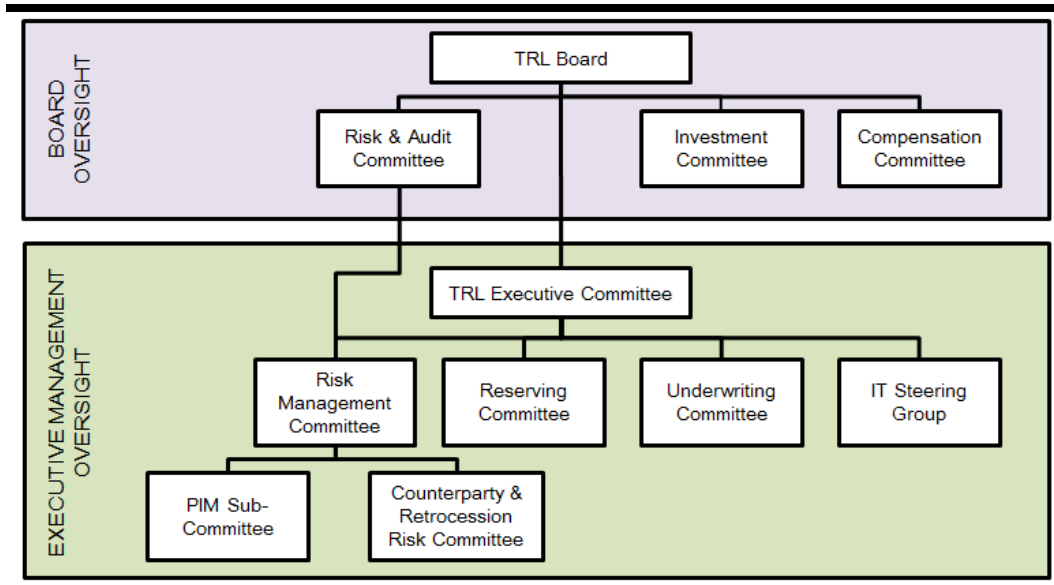 BOARD
OVERSIGHT
TRL Board
Risk & Audit
Committee
Investment
Committee
Compensation
Committee
EXECUTIVE MANAGEMENT
OVERSIGHT
TRL Executive Committee
Risk
Management
Committee
Reserving
Committee
Underwriting
Committee
IT Steering
Group
PIM Sub-
Committee
Counterparty &
Retrocession
Risk Committee